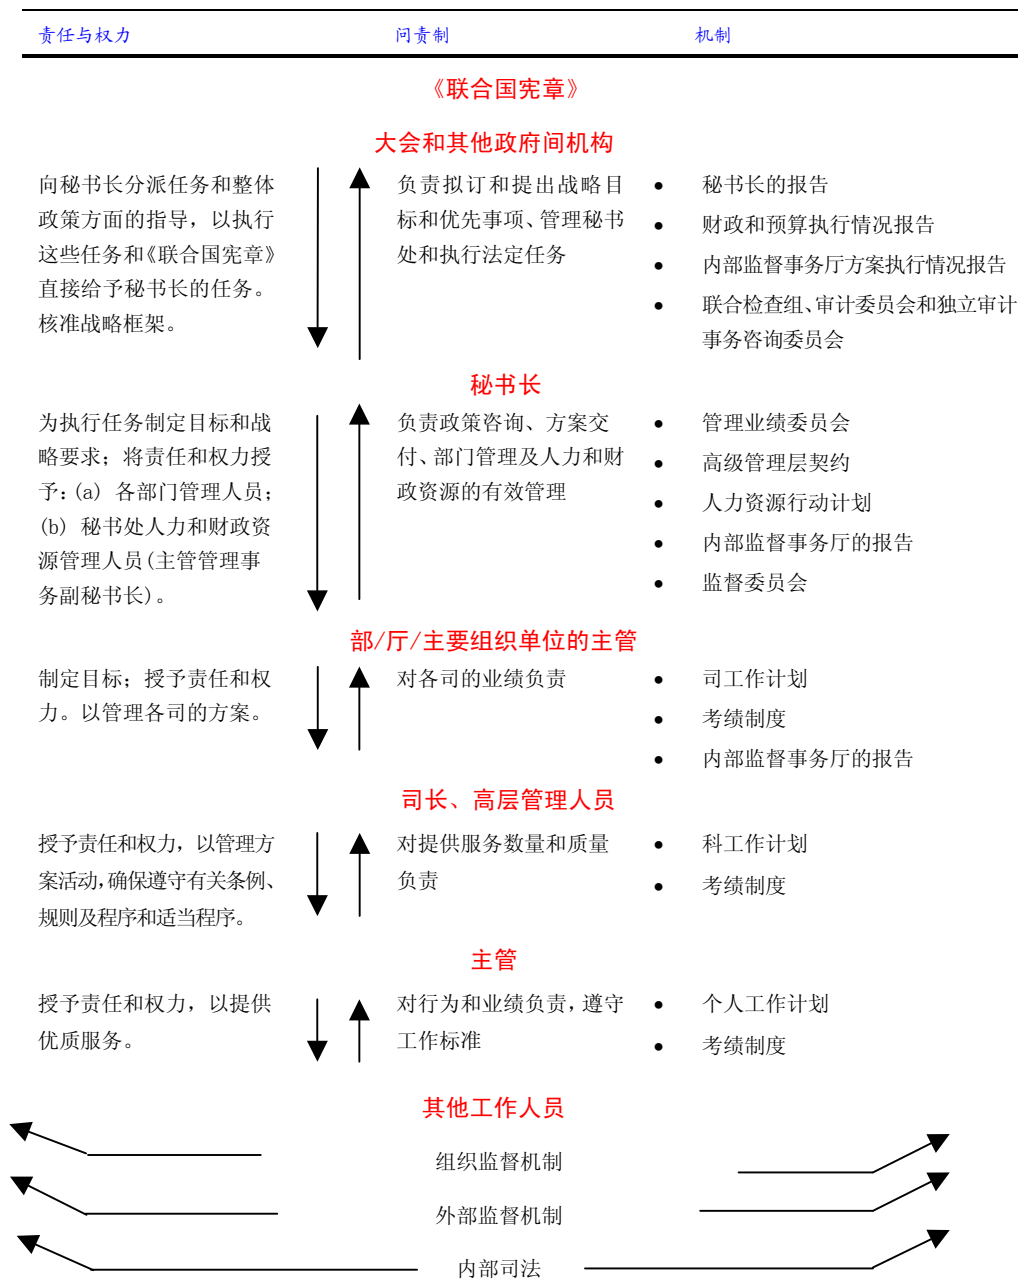 责任与权力 问责制 机制
《联合国宪章》
大会和其他政府间机构
向秘书长分派任务和整体
政策方面的指导，以执行
这些任务和《联合国宪章》
直接给予秘书长的任务。
核准战略框架。
负责拟订和提出战略目
标和优先事项、管理秘书
处和执行法定任务
• 秘书长的报告
• 财政和预算执行情况报告
• 内部监督事务厅方案执行情况报告
• 联合检查组、审计委员会和独立审计
事务咨询委员会
秘书长
为执行任务制定目标和战
略要求；将责任和权力授
予：(a) 各部门管理人员；
(b) 秘书处人力和财政资
源管理人员(主管管理事
务副秘书长)。
负责政策咨询、方案交
付、部门管理及人力和财
政资源的有效管理
• 管理业绩委员会
• 高级管理层契约
• 人力资源行动计划
• 内部监督事务厅的报告
• 监督委员会
部/厅/主要组织单位的主管
制定目标；授予责任和权
力。以管理各司的方案。
对各司的业绩负责
• 司工作计划
• 考绩制度
• 内部监督事务厅的报告
司长、高层管理人员
授予责任和权力，以管理方
案活动，确保遵守有关条例、
规则及程序和适当程序。
对提供服务数量和质量
负责
• 科工作计划
• 考绩制度
主管
授予责任和权力，以提供
优质服务。
对行为和业绩负责，遵守
工作标准
• 个人工作计划
• 考绩制度
其他工作人员
组织监督机制
外部监督机制
内部司法